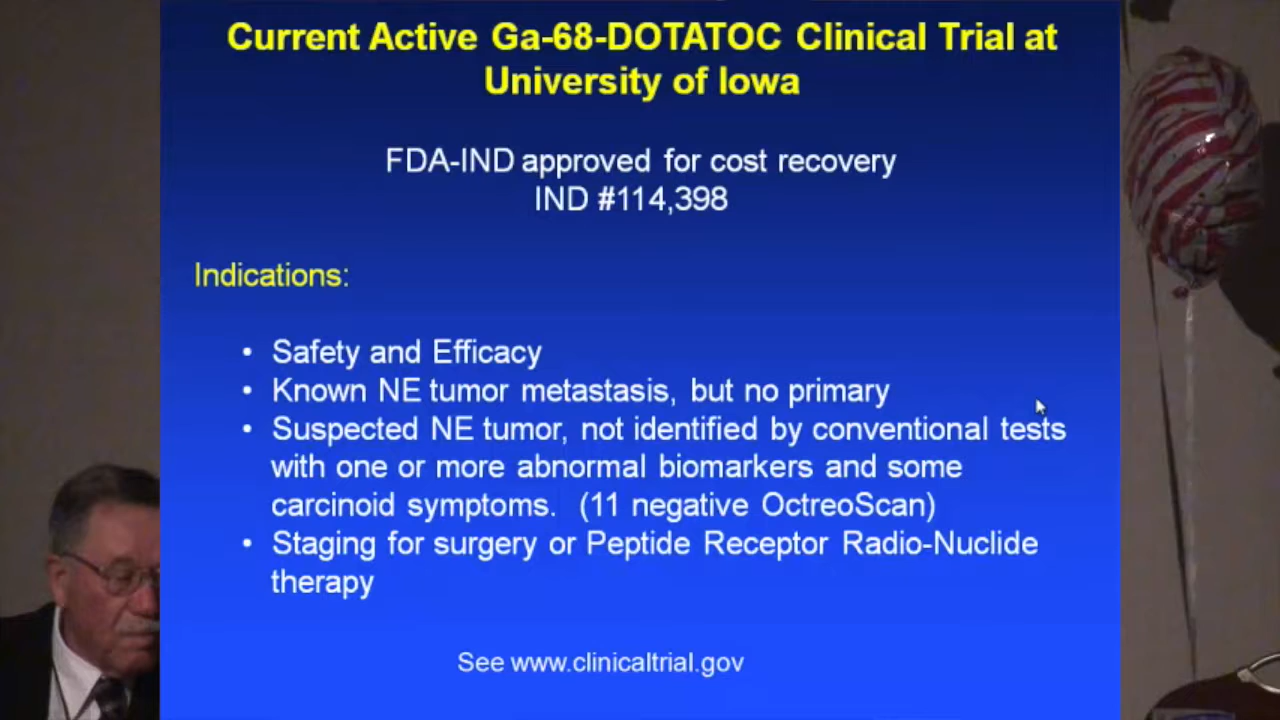 Current Active Ga-68-DOTATOC Clinical Trial at
University of Iowa
FDA-IND approved for cost recovery
IND #114,398
Indications:
• Safety and Efficacy
• Known NE tumor metastasis, but no primary
• Suspected NE tumor, not identified by conventional tests
with one or more abnormal biomarkers and some
carcinoid symptoms. (11 negative OctreoScan)
• Staging for surgery or Peptide Receptor Radio-Nuclide
therapy
See www.clinicaltrial.gov